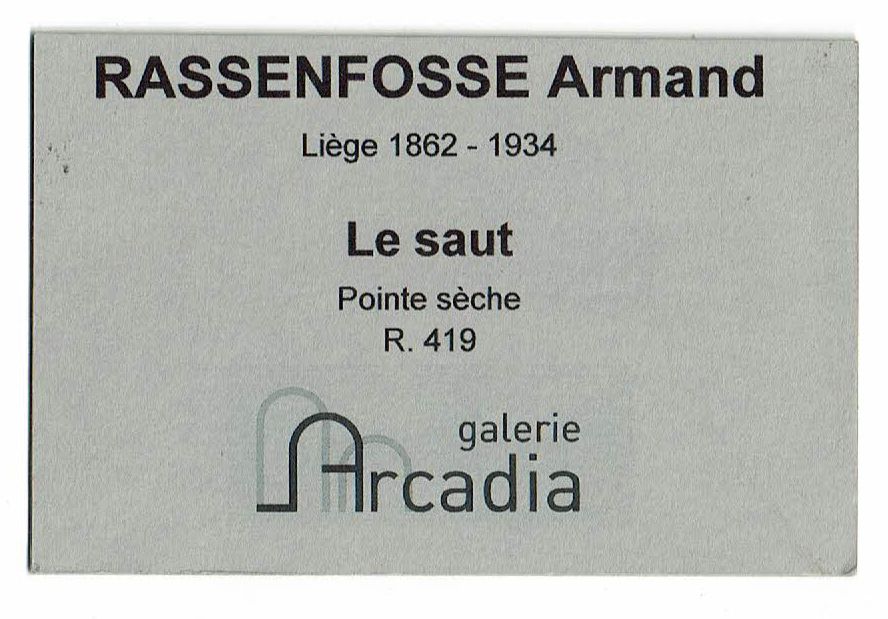 RASSENFOSSE Armand
Liège 1862 - 1934
Le saut
Pointe sèche
R. 419
galerie
Arcadia